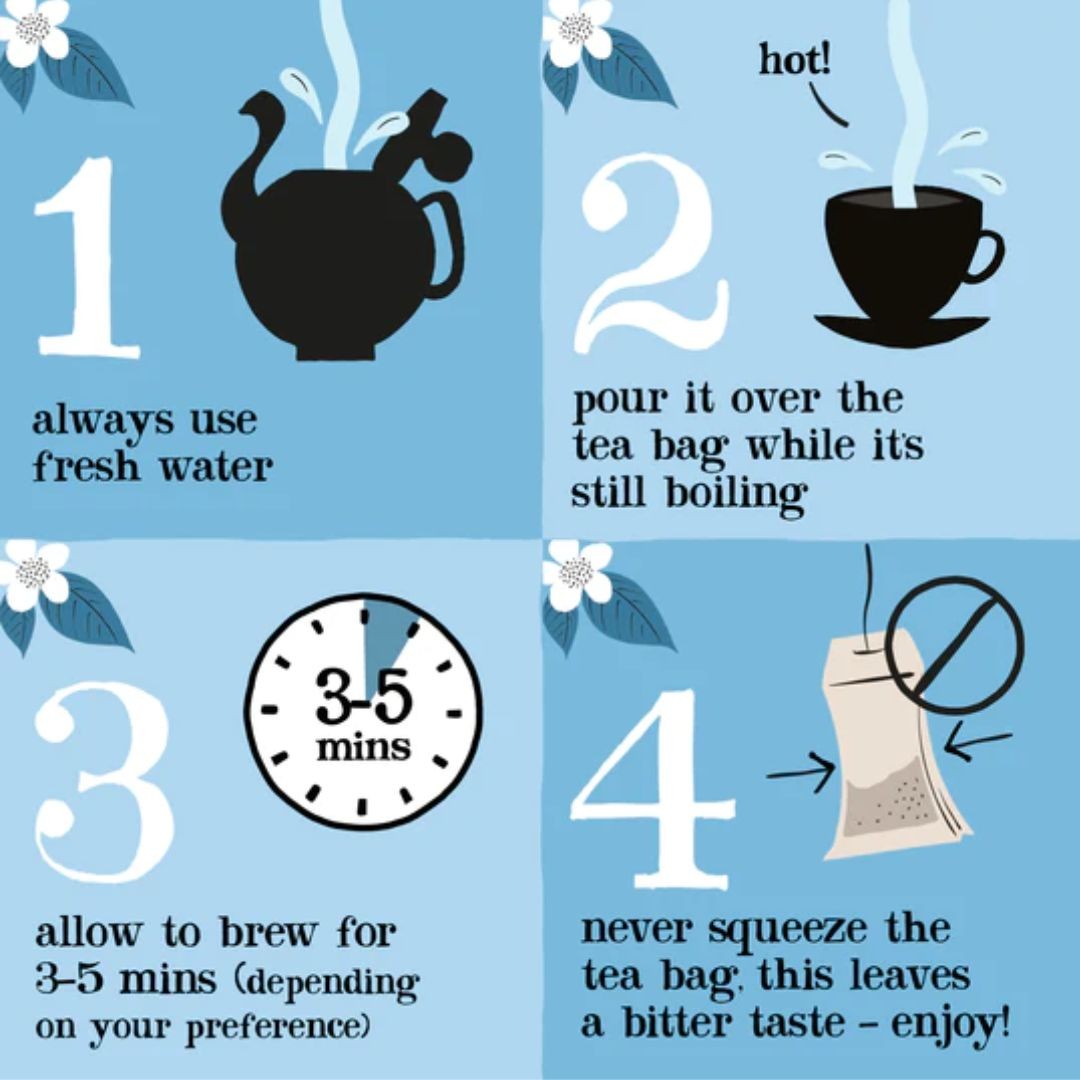 1
always use
fresh water
hot!
2
pour it over the
tea bag while it's
still boiling
3
3-5
mins
allow to brew for
3-5 mins (depending
on your preference)
4
never squeeze the
tea bag, this leaves
a bitter taste – enjoy!